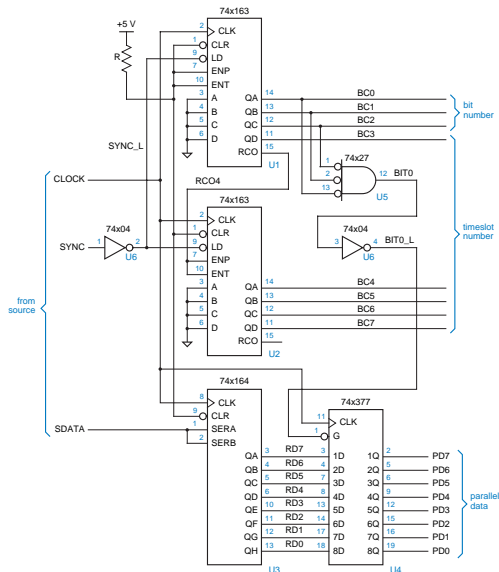 +5 V
R
74x163
2 CLK
1 CLR
9 LD
7 ENP
10 ENT
3 A QA 14 BC0
4 B QB 13 BC1
5 C QC 12 BC2
6 D QD 11 BC3
RCO 15
U1
bit number
SYNC_L
CLOCK
RCO4
74x27
1
2
13
12 BIT0
U5
timeslot number
74x163
2 CLK
1 CLR
9 LD
7 ENP
10 ENT
3 A QA 14 BC4
4 B QB 13 BC5
5 C QC 12 BC6
6 D QD 11 BC7
RCO 15
U2
74x04
SYNC 1 2
U6
74x04
3 4 BIT0_L
U6
from source
74x164
8 CLK
9 CLR
SDATA 1 SERA
2 SERB
QA 3 RD7
QB 4 RD6
QC 5 RD5
QD 6 RD4
QE 10 RD3
QF 11 RD2
QG 12 RD1
QH 13 RD0
U3
74x377
11 CLK
1 G
3 1D 1Q 2 PD7
4 2D 2Q 5 PD6
7 3D 3Q 6 PD5
8 4D 4Q 9 PD4
13 5D 5Q 12 PD3
14 6D 6Q 15 PD2
17 7D 7Q 16 PD1
18 8D 8Q 19 PD0
U4
parallel data